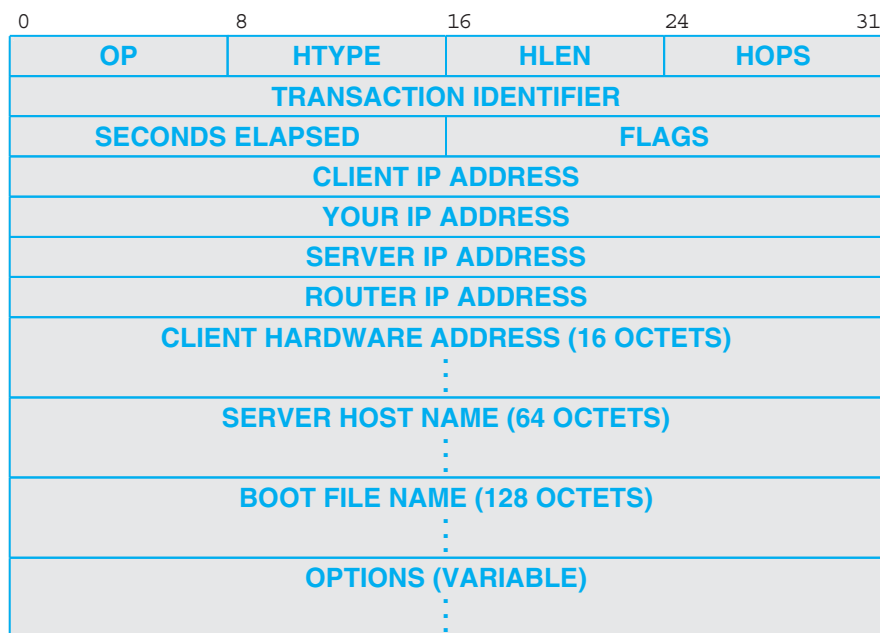 0 8 16 24 31
OP HTYPE HLEN HOPS
TRANSACTION IDENTIFIER
SECONDS ELAPSED FLAGS
CLIENT IP ADDRESS
YOUR IP ADDRESS
SERVER IP ADDRESS
ROUTER IP ADDRESS
CLIENT HARDWARE ADDRESS (16 OCTETS)
SERVER HOST NAME (64 OCTETS)
BOOT FILE NAME (128 OCTETS)
OPTIONS (VARIABLE)